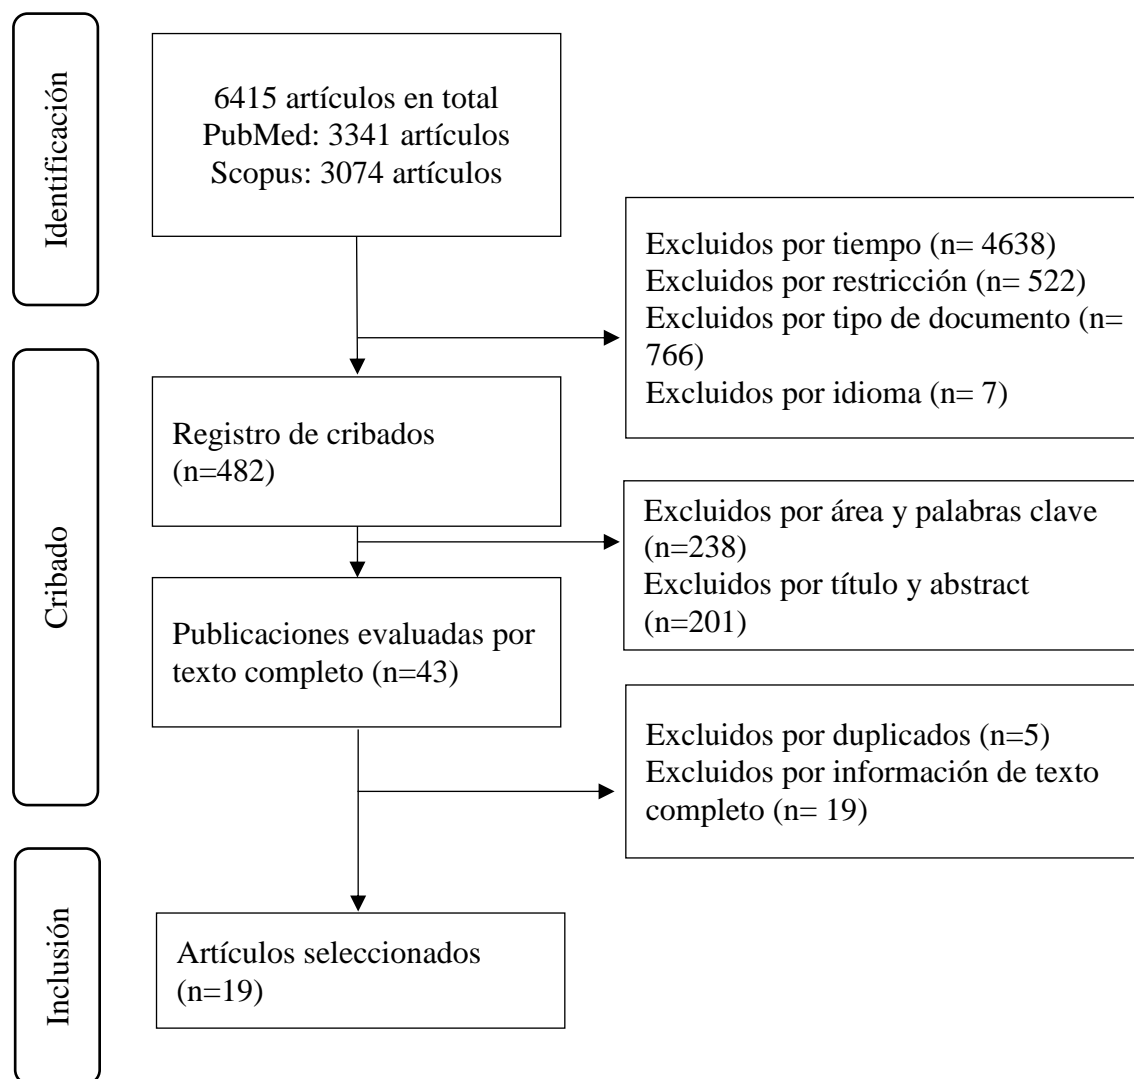 Identificación
6415 artículos en total
PubMed: 3341 artículos
Scopus: 3074 artículos
Excluidos por tiempo (n= 4638)
Excluidos por restricción (n= 522)
Excluidos por tipo de documento (n=
766)
Excluidos por idioma (n= 7)
Cribado
Registro de cribados
(n=482)
Excluidos por área y palabras clave
(n=238)
Excluidos por título y abstract
(n=201)
Publicaciones evaluadas por
texto completo (n=43)
Excluidos por duplicados (n=5)
Excluidos por información de texto
completo (n= 19)
Inclusión
Artículos seleccionados
(n=19)